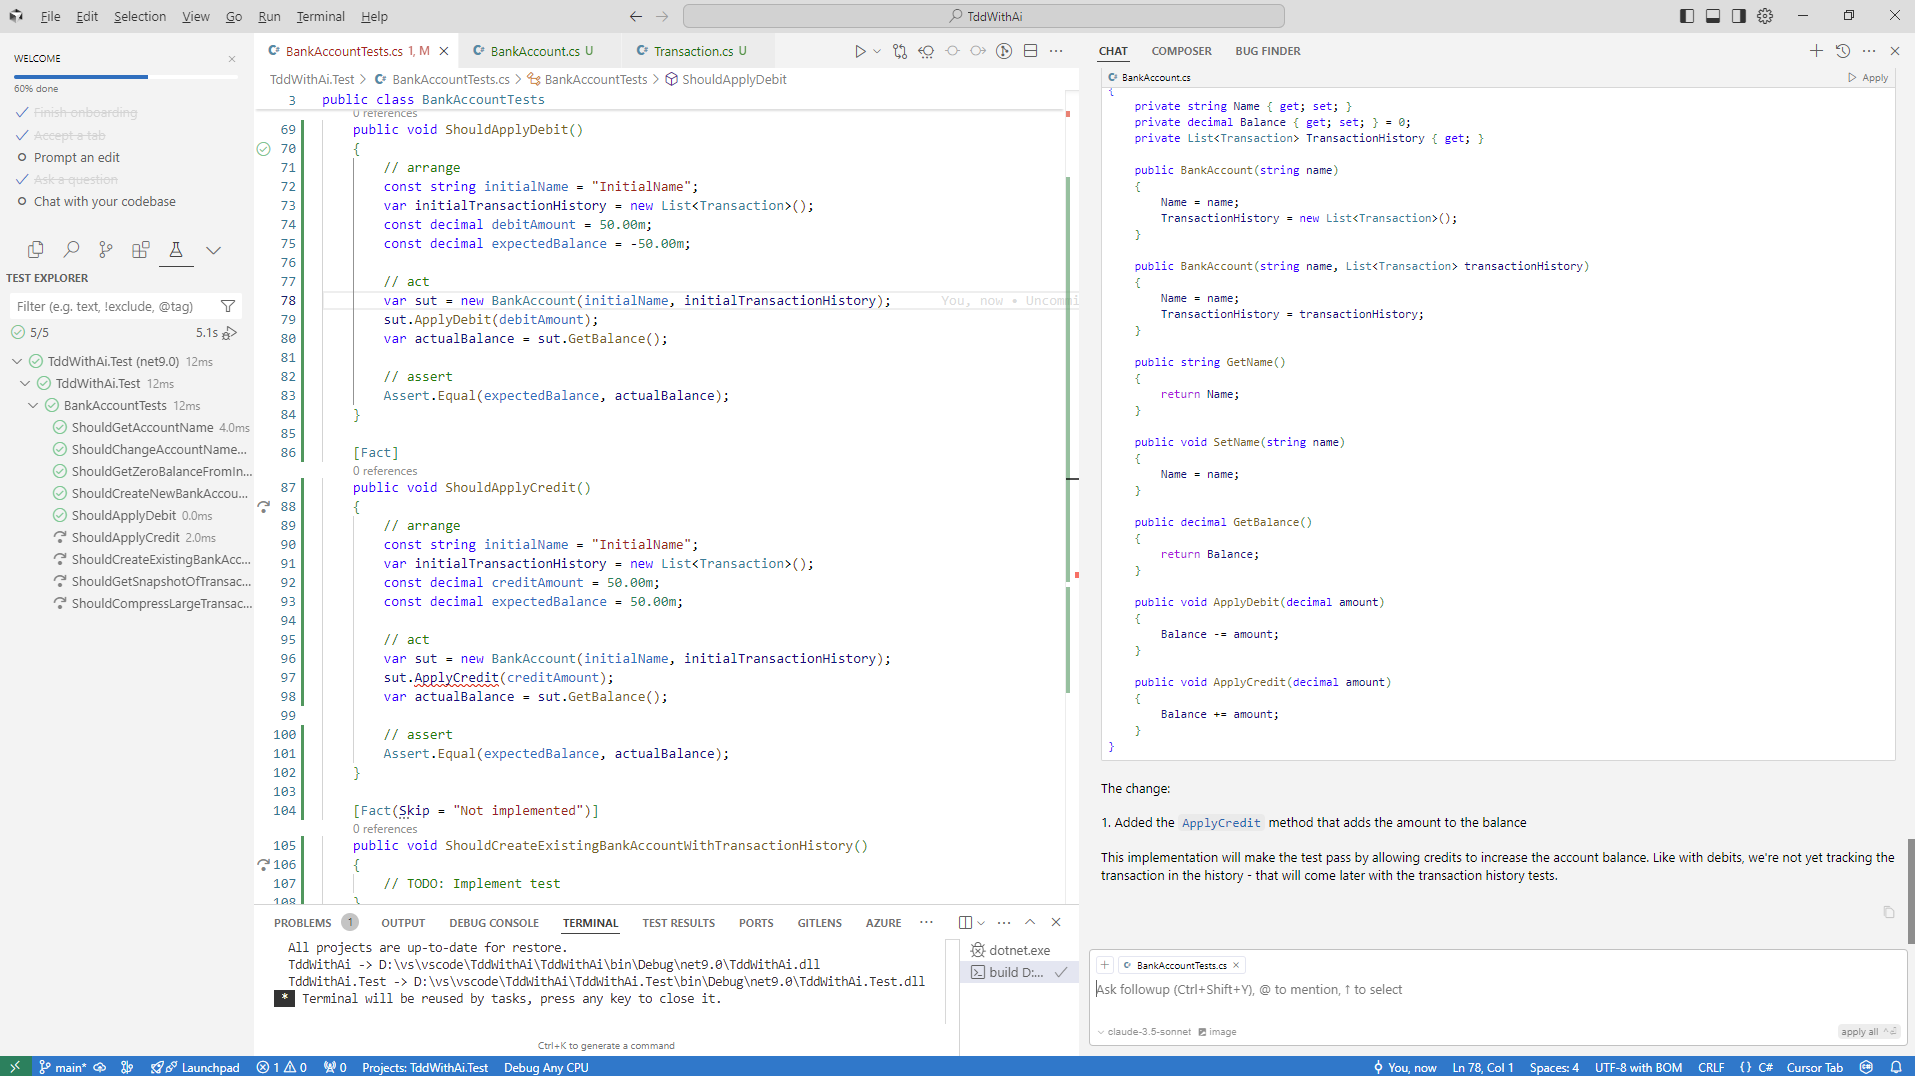 File Edit Selection View Go Run Terminal Help
TddWithAi
WELCOME
60% done
Finish onboarding
Accept a tab
Prompt an edit
Ask a question
Chat with your codebase
TEST EXPLORER
Filter (e.g. text, !exclude, @tag)
5/5 5.1s
TddWithAi.Test (net9.0) 12ms
TddWithAi.Test 12ms
BankAccountTests 12ms
ShouldGetAccountName 4.0ms
ShouldChangeAccountName...
ShouldGetZeroBalanceFromIn...
ShouldCreateNewBankAccou...
ShouldApplyDebit 0.0ms
ShouldApplyCredit 2.0ms
ShouldCreateExistingBankAcc...
ShouldGetSnapshotOfTransac...
ShouldCompressLargeTransac...
BankAccountTests.cs 1, M BankAccount.cs U Transaction.cs U
TddWithAi.Test > BankAccountTests.cs > BankAccountTests > ShouldApplyDebit
3 public class BankAccountTests
0 references
69 public void ShouldApplyDebit()
70 {
71 // arrange
72 const string initialName = "InitialName";
73 var initialTransactionHistory = new List<Transaction>();
74 const decimal debitAmount = 50.00m;
75 const decimal expectedBalance = -50.00m;
76
77 // act
78 var sut = new BankAccount(initialName, initialTransactionHistory); You, now • Uncommi
79 sut.ApplyDebit(debitAmount);
80 var actualBalance = sut.GetBalance();
81
82 // assert
83 Assert.Equal(expectedBalance, actualBalance);
84 }
85
86 [Fact]
0 references
87 public void ShouldApplyCredit()
88 {
89 // arrange
90 const string initialName = "InitialName";
91 var initialTransactionHistory = new List<Transaction>();
92 const decimal creditAmount = 50.00m;
93 const decimal expectedBalance = 50.00m;
94
95 // act
96 var sut = new BankAccount(initialName, initialTransactionHistory);
97 sut.ApplyCredit(creditAmount);
98 var actualBalance = sut.GetBalance();
99
100 // assert
101 Assert.Equal(expectedBalance, actualBalance);
102 }
103
104 [Fact(Skip = "Not implemented")]
0 references
105 public void ShouldCreateExistingBankAccountWithTransactionHistory()
106 {
107 // TODO: Implement test
108 }
PROBLEMS 1 OUTPUT DEBUG CONSOLE TERMINAL TEST RESULTS PORTS GITLENS AZURE
All projects are up-to-date for restore.
TddWithAi -> D:\vs\vscode\TddWithAi\TddWithAi\bin\Debug\net9.0\TddWithAi.dll
TddWithAi.Test -> D:\vs\vscode\TddWithAi\TddWithAi.Test\bin\Debug\net9.0\TddWithAi.Test.dll
* Terminal will be reused by tasks, press any key to close it.
Ctrl+K to generate a command
dotnet.exe
build D:...
CHAT COMPOSER BUG FINDER
BankAccount.cs Apply
{
private string Name { get; set; }
private decimal Balance { get; set; } = 0;
private List<Transaction> TransactionHistory { get; }
public BankAccount(string name)
{
Name = name;
TransactionHistory = new List<Transaction>();
}
public BankAccount(string name, List<Transaction> transactionHistory)
{
Name = name;
TransactionHistory = transactionHistory;
}
public string GetName()
{
return Name;
}
public void SetName(string name)
{
Name = name;
}
public decimal GetBalance()
{
return Balance;
}
public void ApplyDebit(decimal amount)
{
Balance -= amount;
}
public void ApplyCredit(decimal amount)
{
Balance += amount;
}
}
The change:
1. Added the ApplyCredit method that adds the amount to the balance
This implementation will make the test pass by allowing credits to increase the account balance. Like with debits, we're not yet tracking the
transaction in the history - that will come later with the transaction history tests.
BankAccountTests.cs
Ask followup (Ctrl+Shift+Y), @ to mention, ↑ to select
claude-3.5-sonnet image
apply all
main* Launchpad 1 0 0 Projects: TddWithAi.Test Debug Any CPU You, now Ln 78, Col 1 Spaces: 4 UTF-8 with BOM CRLF {} C# Cursor Tab